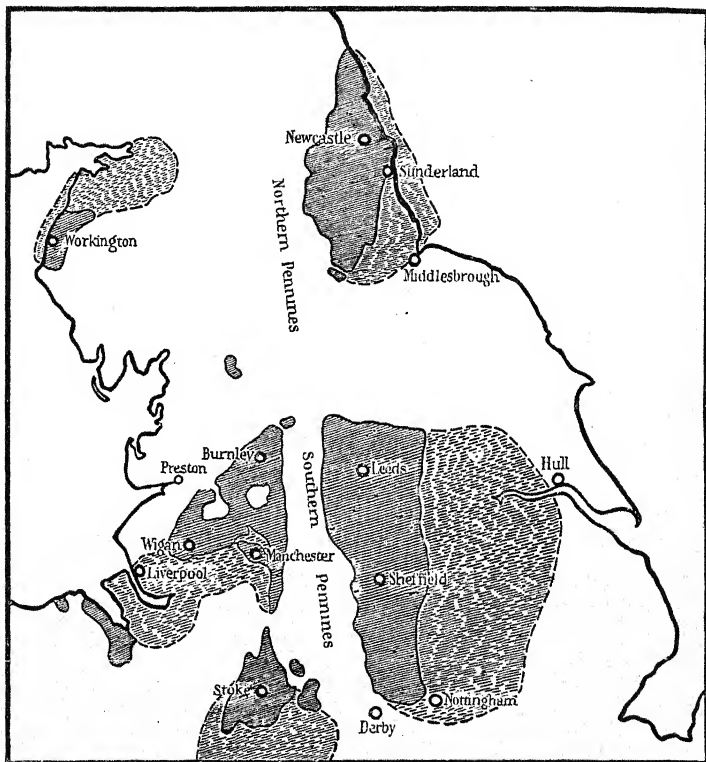 Newcastle
Sunderland
Northern Pennines
Workington
Middlesbrough
Burnley
Preston
Southern Pennines
Leeds
Hull
Wigan
Manchester
Liverpool
Sheffield
Stoke
Nottingham
Derby